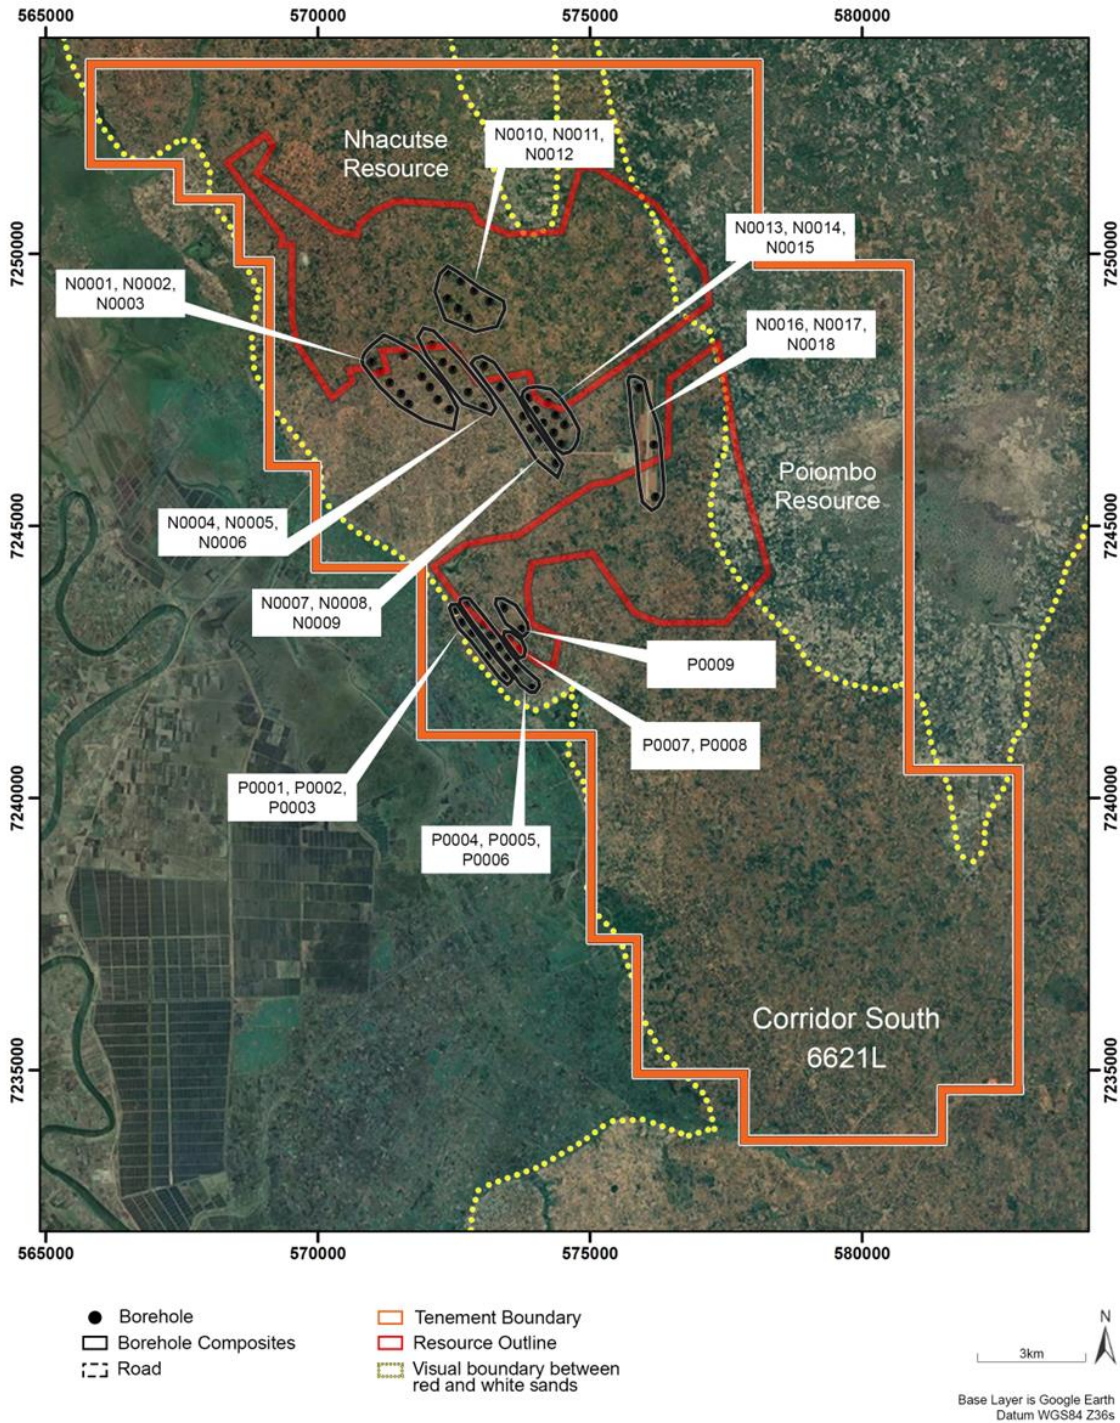 565000 570000 575000 580000
Nhacutse
Resource
N0010, N0011,
N0012
N0013, N0014,
N0015
7250000
7250000
N0001, N0002,
N0003
N0016, N0017,
N0018
Poiombo
Resource
7245000
7245000
N0004, N0005,
N0006
N0007, N0008,
N0009
P0009
P0007, P0008
P0001, P0002,
P0003
7240000
7240000
P0004, P0005,
P0006
Corridor South
6621L
7235000
7235000
565000 570000 575000 580000
Borehole
Borehole Composites
Road
Tenement Boundary
Resource Outline
Visual boundary between
red and white sands
N
3km
Base Layer is Google Earth
Datum WGS84 Z36s